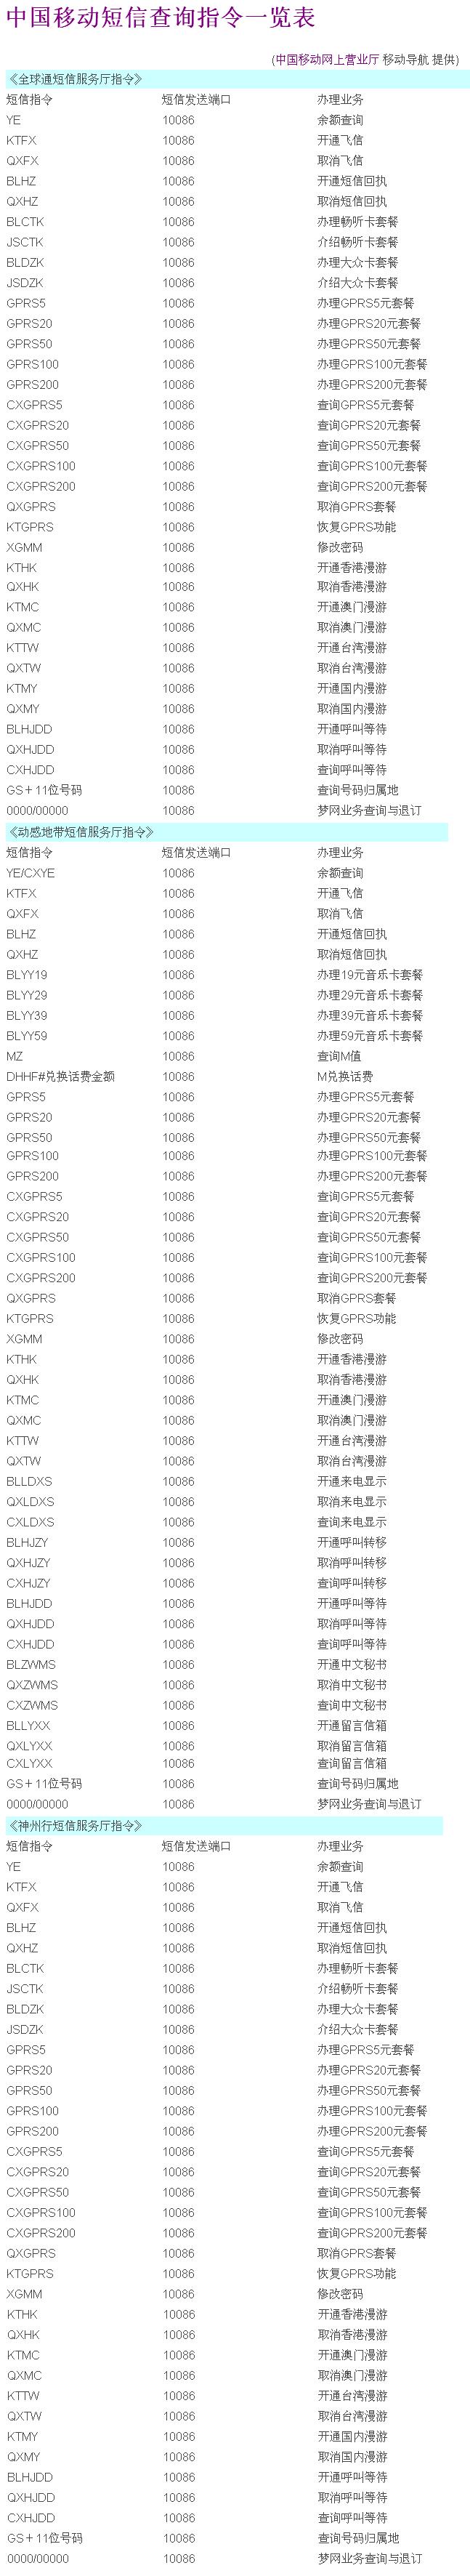 中国移动短信查询指令一览表
(中国移动网上营业厅 移动导航 提供)
《全球通短信服务厅指令》
短信指令 短信发送端口 办理业务
YE 10086 余额查询
KTFX 10086 开通飞信
QXFX 10086 取消飞信
BLHZ 10086 开通短信回执
QXHZ 10086 取消短信回执
BLCTK 10086 办理畅听卡套餐
JSCTK 10086 介绍畅听卡套餐
BLDZK 10086 办理大众卡套餐
JSDZK 10086 介绍大众卡套餐
GPRS5 10086 办理GPRS5元套餐
GPRS20 10086 办理GPRS20元套餐
GPRS50 10086 办理GPRS50元套餐
GPRS100 10086 办理GPRS100元套餐
GPRS200 10086 办理GPRS200元套餐
CXGPRS5 10086 查询GPRS5元套餐
CXGPRS20 10086 查询GPRS20元套餐
CXGPRS50 10086 查询GPRS50元套餐
CXGPRS100 10086 查询GPRS100元套餐
CXGPRS200 10086 查询GPRS200元套餐
QXGPRS 10086 取消GPRS套餐
KTGPRS 10086 恢复GPRS功能
XGMM 10086 修改密码
KTHK 10086 开通香港漫游
QXHK 10086 取消香港漫游
KTMC 10086 开通澳门漫游
QXMC 10086 取消澳门漫游
KTTW 10086 开通台湾漫游
QXTW 10086 取消台湾漫游
KTMY 10086 开通国内漫游
QXMY 10086 取消国内漫游
BLHJDD 10086 开通呼叫等待
QXHJDD 10086 取消呼叫等待
CXHJDD 10086 查询呼叫等待
GS＋11位号码 10086 查询号码归属地
0000/00000 10086 梦网业务查询与退订
《动感地带短信服务厅指令》
短信指令 短信发送端口 办理业务
YE/CXYE 10086 余额查询
KTFX 10086 开通飞信
QXFX 10086 取消飞信
BLHZ 10086 开通短信回执
QXHZ 10086 取消短信回执
BLYY19 10086 办理19元音乐卡套餐
BLYY29 10086 办理29元音乐卡套餐
BLYY39 10086 办理39元音乐卡套餐
BLYY59 10086 办理59元音乐卡套餐
MZ 10086 查询M值
DHHF#兑换话费金额 10086 M兑换话费
GPRS5 10086 办理GPRS5元套餐
GPRS20 10086 办理GPRS20元套餐
GPRS50 10086 办理GPRS50元套餐
GPRS100 10086 办理GPRS100元套餐
GPRS200 10086 办理GPRS200元套餐
CXGPRS5 10086 查询GPRS5元套餐
CXGPRS20 10086 查询GPRS20元套餐
CXGPRS50 10086 查询GPRS50元套餐
CXGPRS100 10086 查询GPRS100元套餐
CXGPRS200 10086 查询GPRS200元套餐
QXGPRS 10086 取消GPRS套餐
KTGPRS 10086 恢复GPRS功能
XGMM 10086 修改密码
KTHK 10086 开通香港漫游
QXHK 10086 取消香港漫游
KTMC 10086 开通澳门漫游
QXMC 10086 取消澳门漫游
KTTW 10086 开通台湾漫游
QXTW 10086 取消台湾漫游
BLLDXS 10086 开通来电显示
QXLDXS 10086 取消来电显示
CXLDXS 10086 查询来电显示
BLHJZY 10086 开通呼叫转移
QXHJZY 10086 取消呼叫转移
CXHJZY 10086 查询呼叫转移
BLHJDD 10086 开通呼叫等待
QXHJDD 10086 取消呼叫等待
CXHJDD 10086 查询呼叫等待
BLZWMS 10086 开通中文秘书
QXZWMS 10086 取消中文秘书
CXZWMS 10086 查询中文秘书
BLLYXX 10086 开通留言信箱
QXLYXX 10086 取消留言信箱
CXLYXX 10086 查询留言信箱
GS＋11位号码 10086 查询号码归属地
0000/00000 10086 梦网业务查询与退订
《神州行短信服务厅指令》
短信指令 短信发送端口 办理业务
YE 10086 余额查询
KTFX 10086 开通飞信
QXFX 10086 取消飞信
BLHZ 10086 开通短信回执
QXHZ 10086 取消短信回执
BLCTK 10086 办理畅听卡套餐
JSCTK 10086 介绍畅听卡套餐
BLDZK 10086 办理大众卡套餐
JSDZK 10086 介绍大众卡套餐
GPRS5 10086 办理GPRS5元套餐
GPRS20 10086 办理GPRS20元套餐
GPRS50 10086 办理GPRS50元套餐
GPRS100 10086 办理GPRS100元套餐
GPRS200 10086 办理GPRS200元套餐
CXGPRS5 10086 查询GPRS5元套餐
CXGPRS20 10086 查询GPRS20元套餐
CXGPRS50 10086 查询GPRS50元套餐
CXGPRS100 10086 查询GPRS100元套餐
CXGPRS200 10086 查询GPRS200元套餐
QXGPRS 10086 取消GPRS套餐
KTGPRS 10086 恢复GPRS功能
XGMM 10086 修改密码
KTHK 10086 开通香港漫游
QXHK 10086 取消香港漫游
KTMC 10086 开通澳门漫游
QXMC 10086 取消澳门漫游
KTTW 10086 开通台湾漫游
QXTW 10086 取消台湾漫游
KTMY 10086 开通国内漫游
QXMY 10086 取消国内漫游
BLHJDD 10086 开通呼叫等待
QXHJDD 10086 取消呼叫等待
CXHJDD 10086 查询呼叫等待
GS＋11位号码 10086 查询号码归属地
0000/00000 10086 梦网业务查询与退订